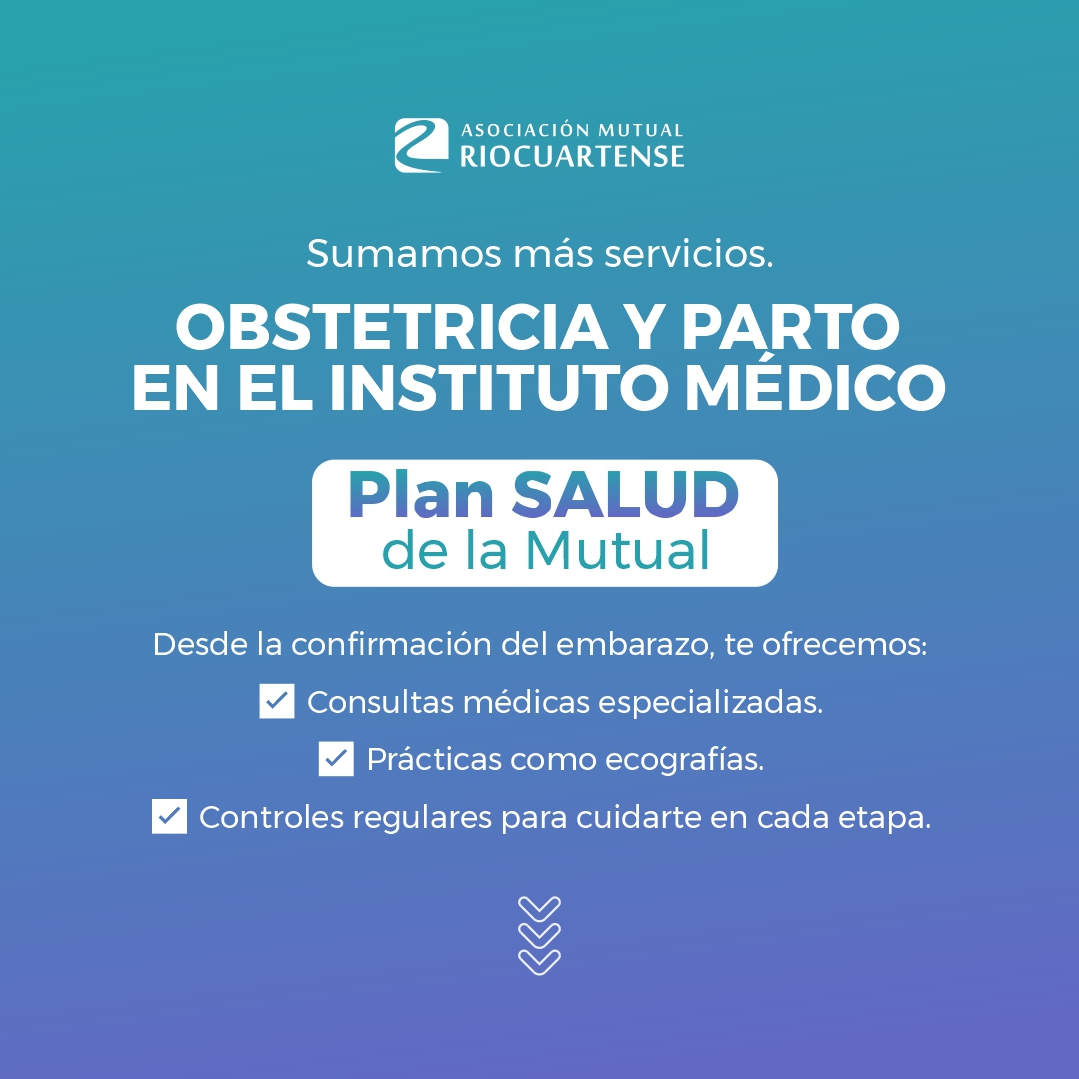 ASOCIACIÓN MUTUAL
RIOCUARTENSE
Sumamos más servicios.
OBSTETRICIA Y PARTO
EN EL INSTITUTO MÉDICO
Plan SALUD
de la Mutual
Desde la confirmación del embarazo, te ofrecemos:
Consultas médicas especializadas.
Prácticas como ecografías.
Controles regulares para cuidarte en cada etapa.